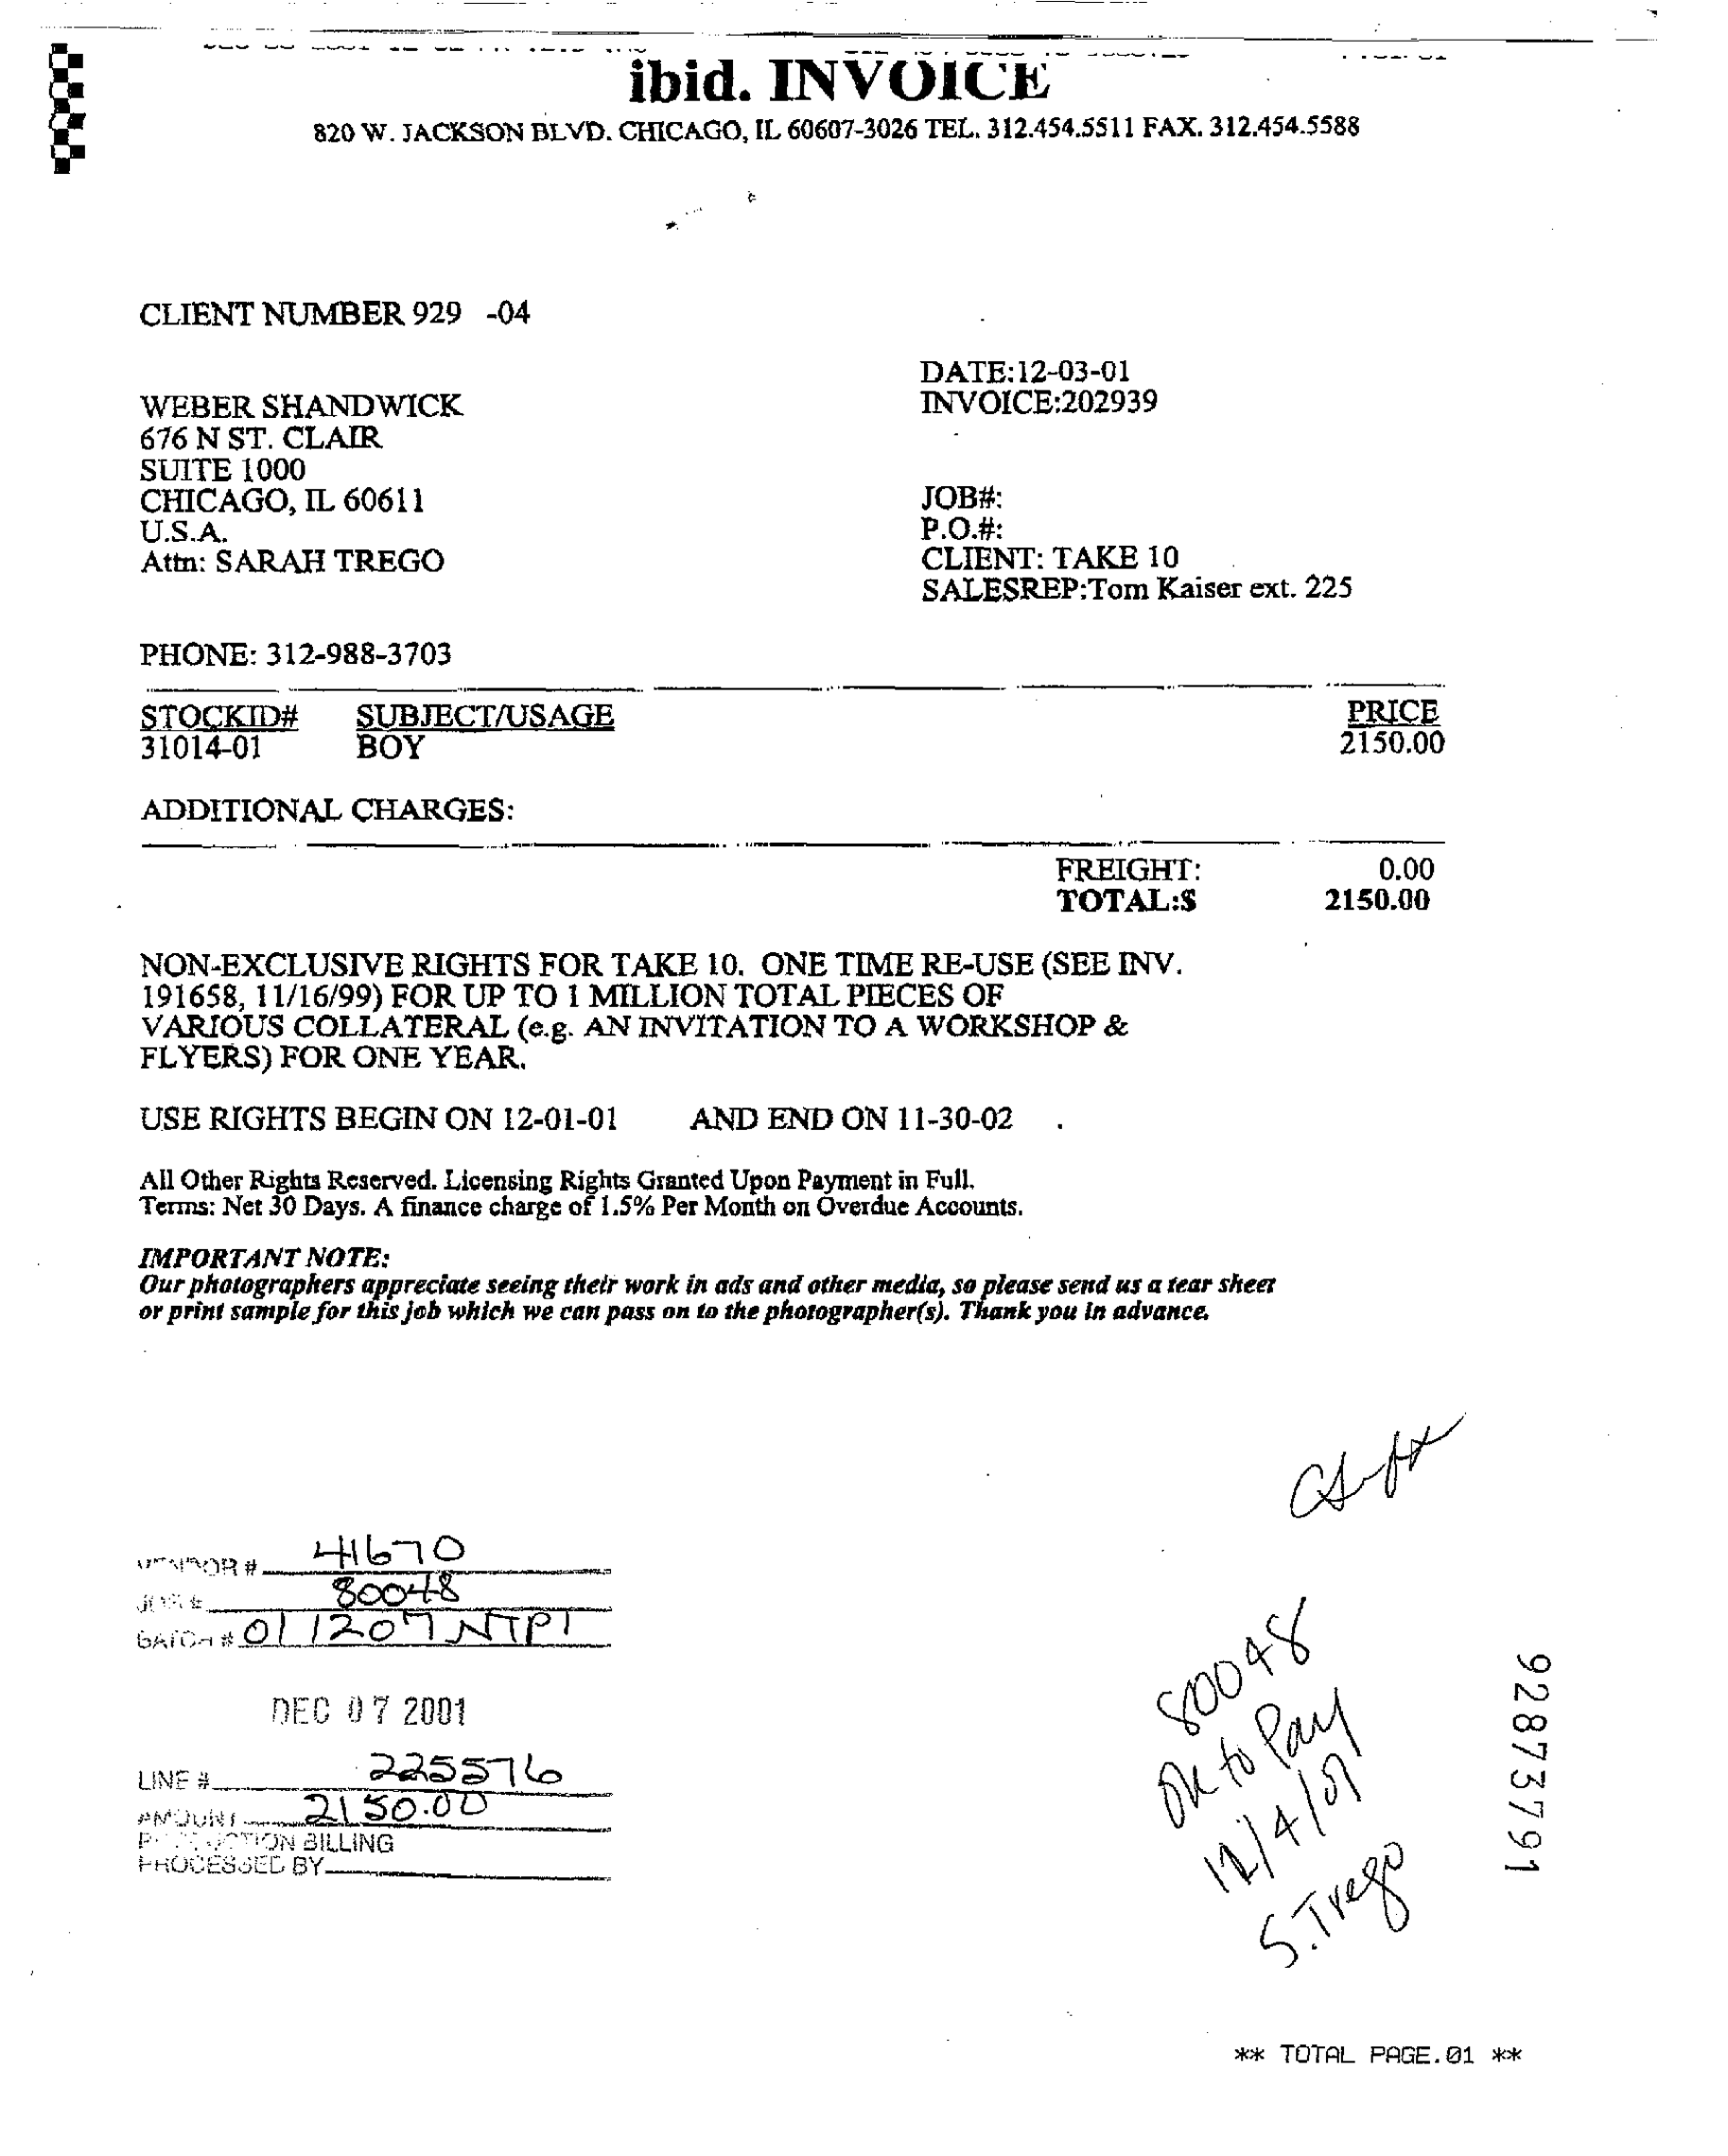 ibid. INVOICE
820 W. JACKSON BLVD. CHICAGO, IL 60607-3026 TEL. 312.454.5511 FAX. 312.454.5588
CLIENT NUMBER 929 -04
DATE:12-03-01
INVOICE:202939
WEBER SHANDWICK
676 N ST. CLAIR
SUITE 1000
CHICAGO, IL 60611
U.S.A.
Attn: SARAH TREGO
JOB#:
P.O.#:
CLIENT: TAKE 10
SALESREP:Tom Kaiser ext. 225
PHONE: 312-988-3703
STOCKID# SUBJECT/USAGE PRICE
31014-01 BOY 2150.00
ADDITIONAL CHARGES:
FREIGHT: 0.00
TOTAL:$ 2150.00
NON-EXCLUSIVE RIGHTS FOR TAKE 10. ONE TIME RE-USE (SEE INV.
191658, 11/16/99) FOR UP TO 1 MILLION TOTAL PIECES OF
VARIOUS COLLATERAL (e.g. AN INVITATION TO A WORKSHOP &
FLYERS) FOR ONE YEAR.
USE RIGHTS BEGIN ON 12-01-01 AND END ON 11-30-02 .
All Other Rights Reserved. Licensing Rights Granted Upon Payment in Full.
Terms: Net 30 Days. A finance charge of 1.5% Per Month on Overdue Accounts.
IMPORTANT NOTE:
Our photographers appreciate seeing their work in ads and other media, so please send us a tear sheet
or print sample for this job which we can pass on to the photographer(s). Thank you in advance.
VENDOR # 41670
JOB # 80048
BATCH # 011207NTP1
DEC 07 2001
LINE # 225576
AMOUNT 2150.00
PRODUCTION BILLING
PROCESSED BY
80048
OK to Pay
12/4/01
S. Trego
92873791
** TOTAL PAGE.01 **